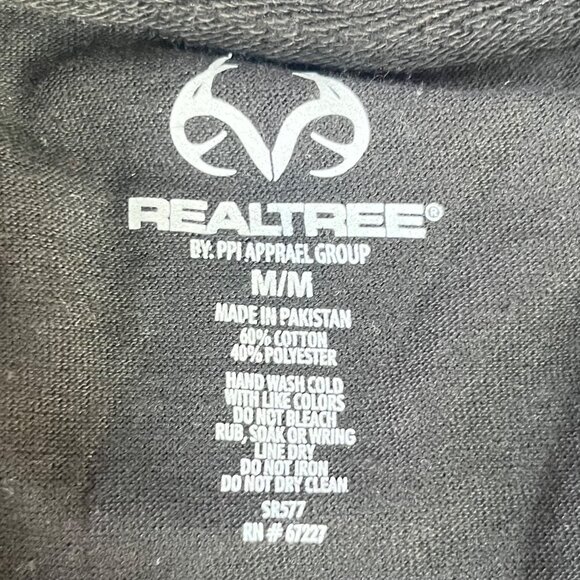 REALTREE®
BY: PPI APPRAEL GROUP
M/M
MADE IN PAKISTAN
60% COTTON
40% POLYESTER
HAND WASH COLD
WITH LIKE COLORS
DO NOT BLEACH
RUB, SOAK OR WRING
LINE DRY
DO NOT IRON
DO NOT DRY CLEAN
SR577
RN # 67227